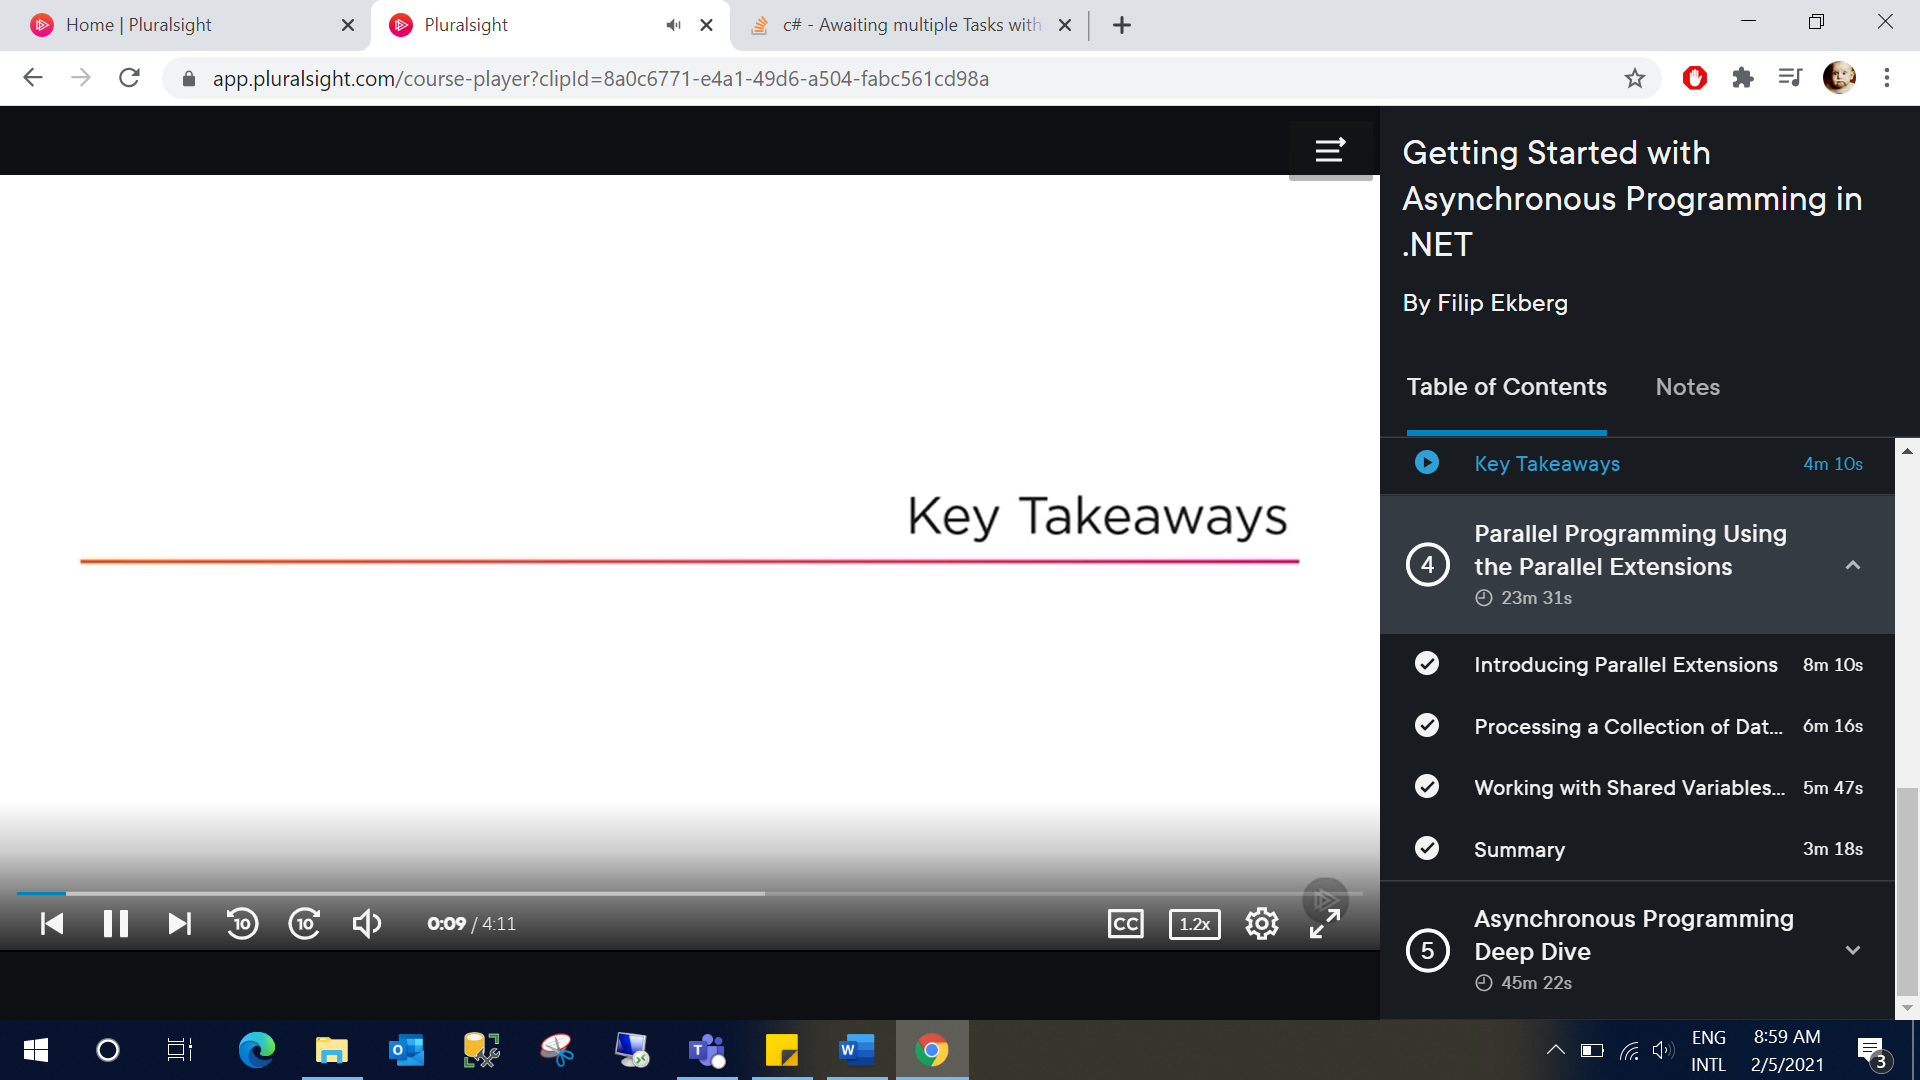 Home | Pluralsight
Pluralsight
c# - Awaiting multiple Tasks with
app.pluralsight.com/course-player?clipId=8a0c6771-e4a1-49d6-a504-fabc561cd98a
Key Takeaways
10
10
0:09 / 4:11
CC
1.2x
Getting Started with
Asynchronous Programming in
.NET
By Filip Ekberg
Table of Contents
Notes
Key Takeaways
4m 10s
4
Parallel Programming Using
the Parallel Extensions
23m 31s
Introducing Parallel Extensions
8m 10s
Processing a Collection of Dat...
6m 16s
Working with Shared Variables...
5m 47s
Summary
3m 18s
5
Asynchronous Programming
Deep Dive
45m 22s
ENG
INTL
8:59 AM
2/5/2021
3